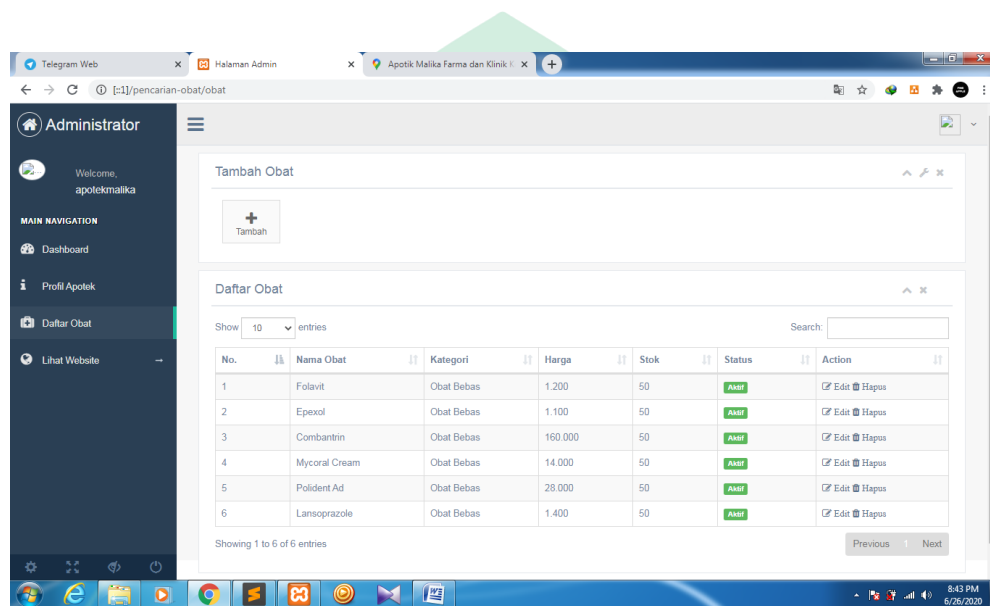 Telegram Web
Halaman Admin
Apotik Malika Farma dan Klinik K
[::1]/pencarian-obat/obat
Administrator
Welcome,
apotekmalika
MAIN NAVIGATION
Dashboard
Profil Apotek
Daftar Obat
Lihat Website
Tambah Obat
Tambah
Daftar Obat
Show 10 entries Search:
No. Nama Obat Kategori Harga Stok Status Action
1 Folavit Obat Bebas 1.200 50 Aktif Edit Hapus
2 Epexol Obat Bebas 1.100 50 Aktif Edit Hapus
3 Combantrin Obat Bebas 160.000 50 Aktif Edit Hapus
4 Mycoral Cream Obat Bebas 14.000 50 Aktif Edit Hapus
5 Polident Ad Obat Bebas 28.000 50 Aktif Edit Hapus
6 Lansoprazole Obat Bebas 1.400 50 Aktif Edit Hapus
Showing 1 to 6 of 6 entries Previous 1 Next
8:43 PM
6/26/2020